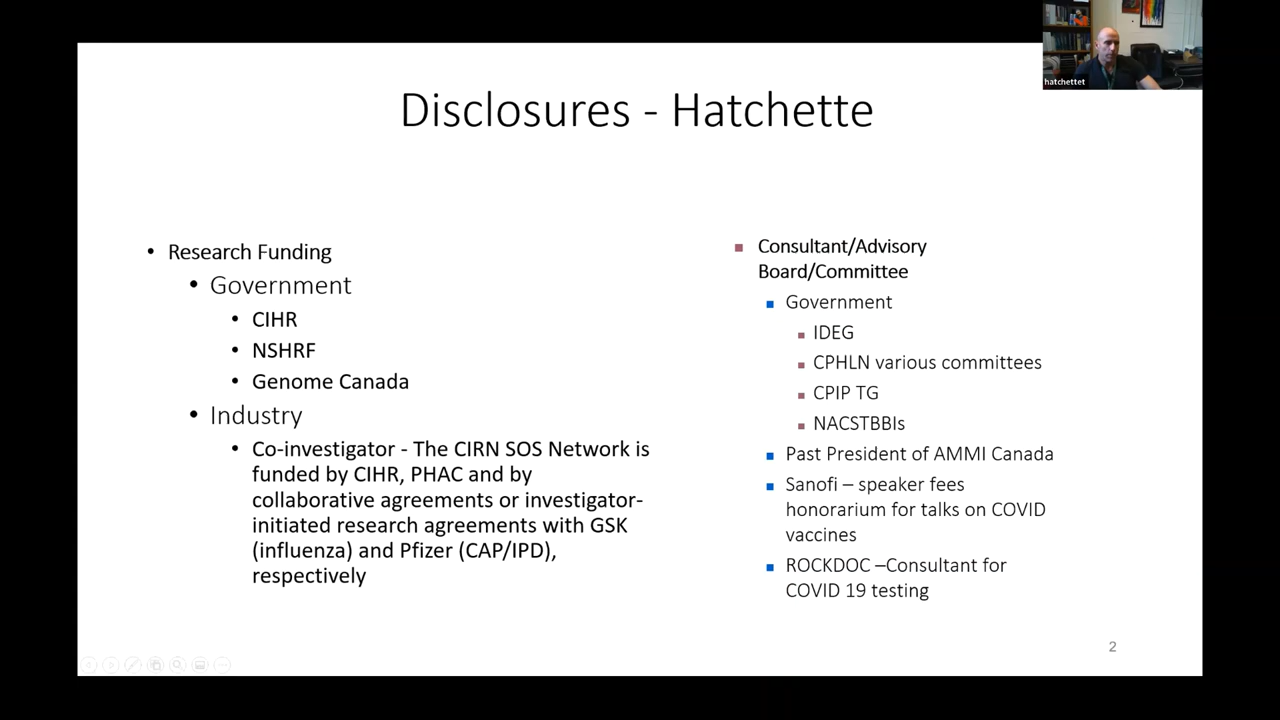 hatchettet
Disclosures - Hatchette
Research Funding
Government
CIHR
NSHRF
Genome Canada
Industry
Co-investigator - The CIRN SOS Network is
funded by CIHR, PHAC and by
collaborative agreements or investigator-
initiated research agreements with GSK
(influenza) and Pfizer (CAP/IPD),
respectively
Consultant/Advisory
Board/Committee
Government
IDEG
CPHLN various committees
CPIP TG
NACSTBBIs
Past President of AMMI Canada
Sanofi – speaker fees
honorarium for talks on COVID
vaccines
ROCKDOC –Consultant for
COVID 19 testing
2